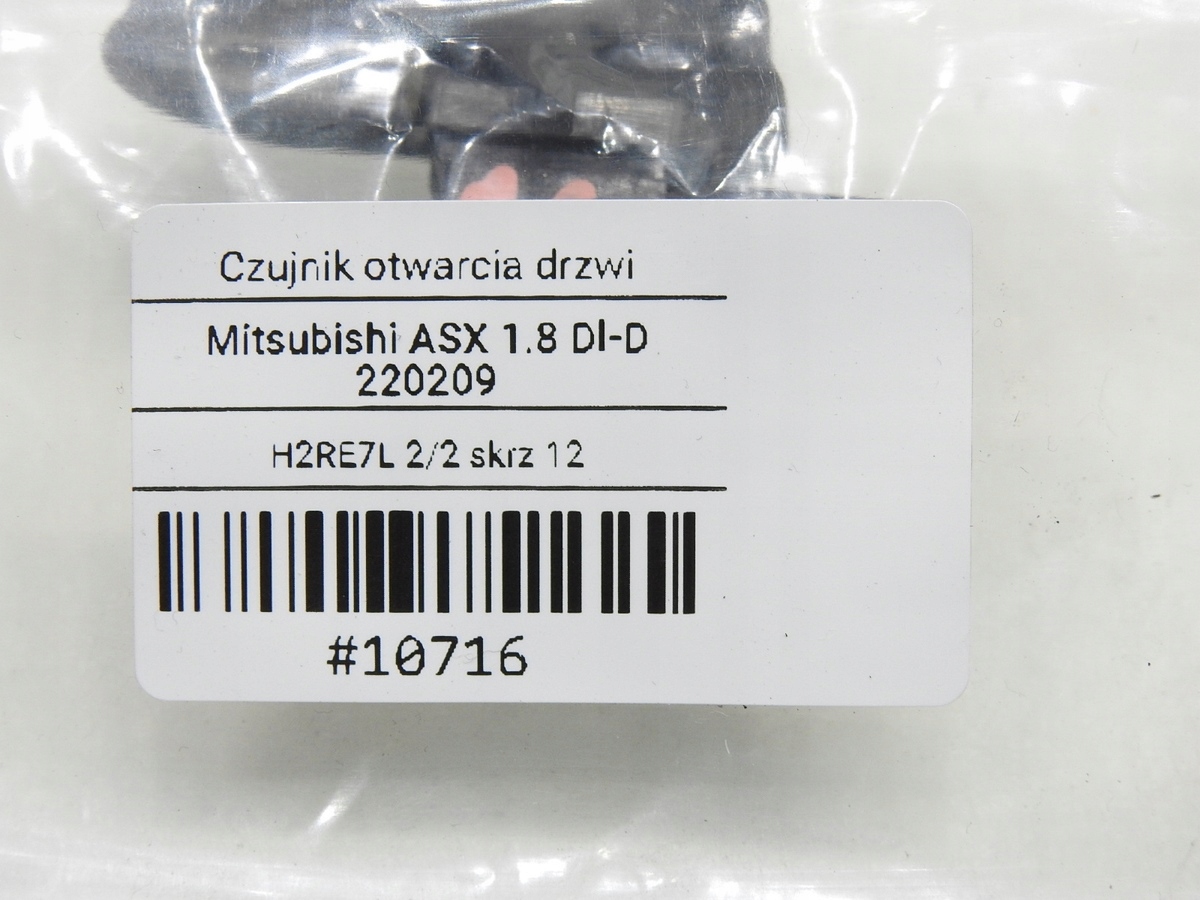 Czujnik otwarcia drzwi
Mitsubishi ASX 1.8 DI-D
220209
H2RE7L 2/2 skrz 12
#10716